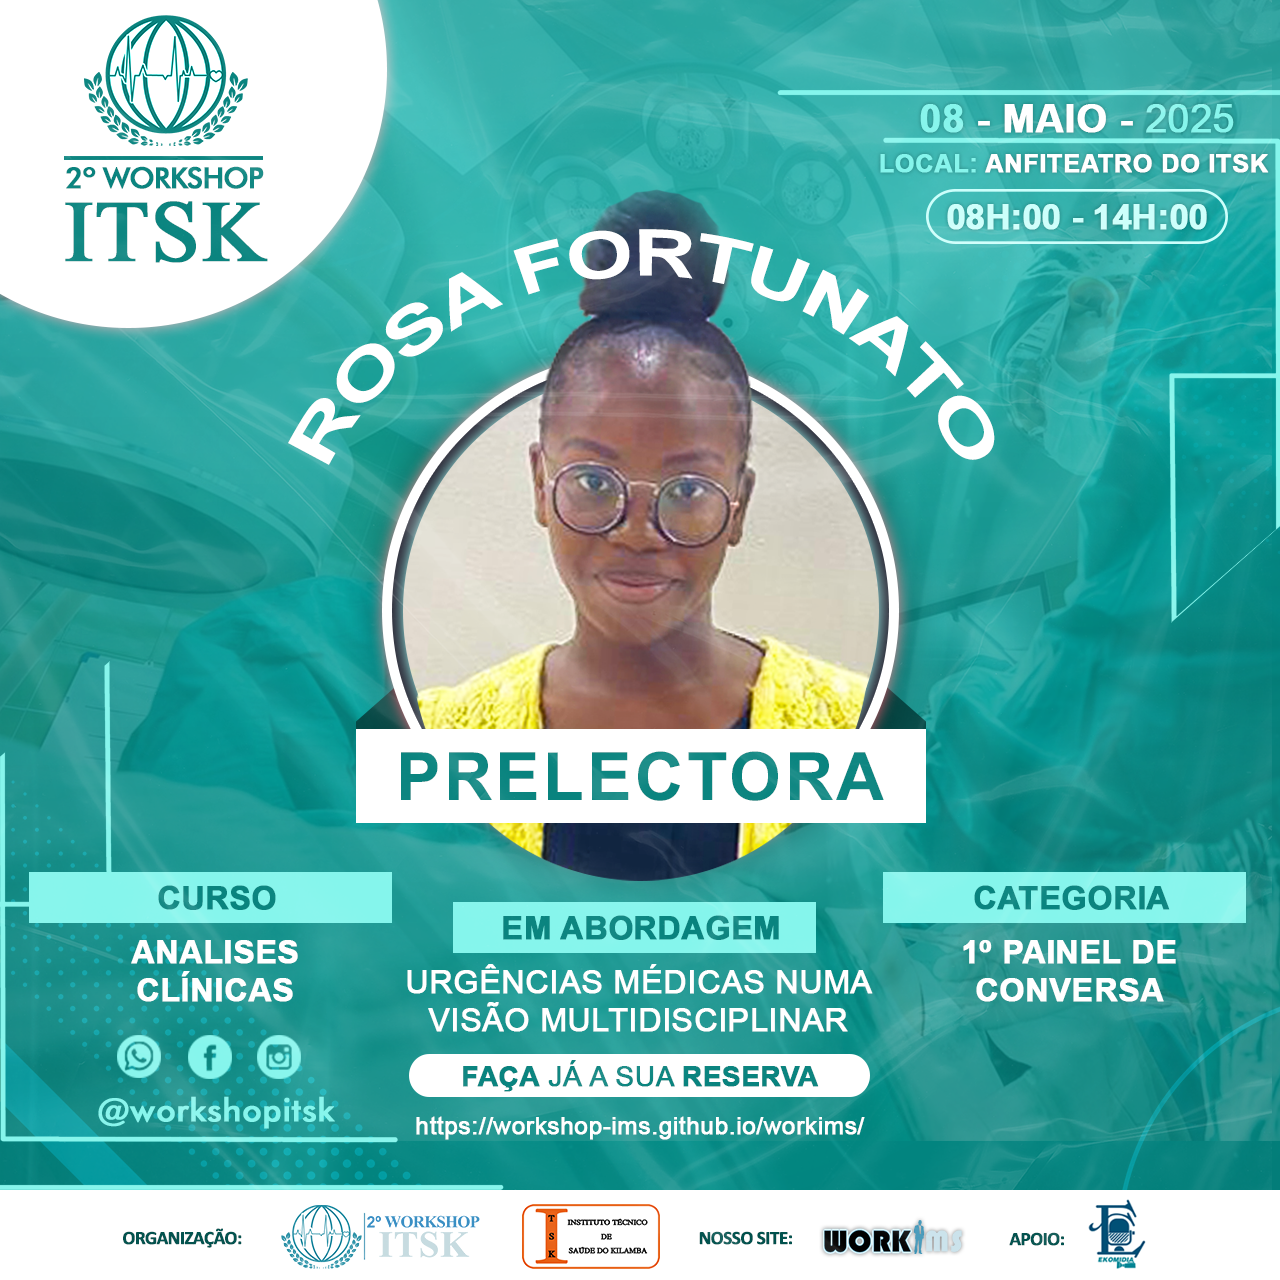 2º WORKSHOP
ITSK
08 - MAIO - 2025
LOCAL: ANFITEATRO DO ITSK
08H:00 - 14H:00
ROSA FORTUNATO
PRELECTORA
CURSO
ANALISES
CLÍNICAS
@workshopitsk
EM ABORDAGEM
URGÊNCIAS MÉDICAS NUMA
VISÃO MULTIDISCIPLINAR
FAÇA JÁ A SUA RESERVA
https://workshop-ims.github.io/workims/
CATEGORIA
1º PAINEL DE
CONVERSA
ORGANIZAÇÃO:
2º WORKSHOP
ITSK
ITSK
INSTITUTO TÉCNICO
DE
SAÚDE DO KILAMBA
NOSSO SITE:
WORKIMS
APOIO:
EKOMIDIA